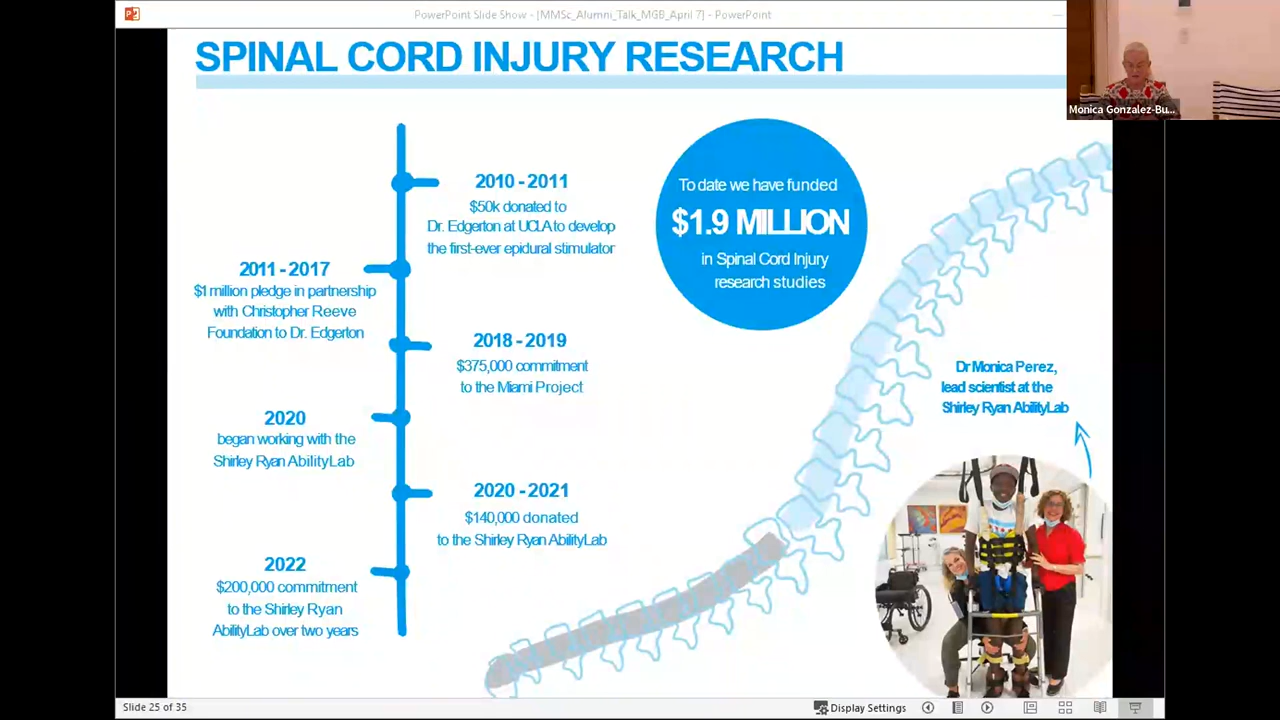 PowerPoint Slide Show - [MMSc_Alumni_Talk_MGB_April 7] - PowerPoint
SPINAL CORD INJURY RESEARCH
Monica Gonzalez-Bu...
2010 - 2011
$50k donated to
Dr. Edgerton at UCLA to develop
the first-ever epidural stimulator
2011 - 2017
$1 million pledge in partnership
with Christopher Reeve
Foundation to Dr. Edgerton
2018 - 2019
$375,000 commitment
to the Miami Project
2020
began working with the
Shirley Ryan AbilityLab
2020 - 2021
$140,000 donated
to the Shirley Ryan AbilityLab
2022
$200,000 commitment
to the Shirley Ryan
AbilityLab over two years
To date we have funded
$1.9 MILLION
in Spinal Cord Injury
research studies
Dr Monica Perez,
lead scientist at the
Shirley Ryan AbilityLab
Slide 25 of 35
Display Settings